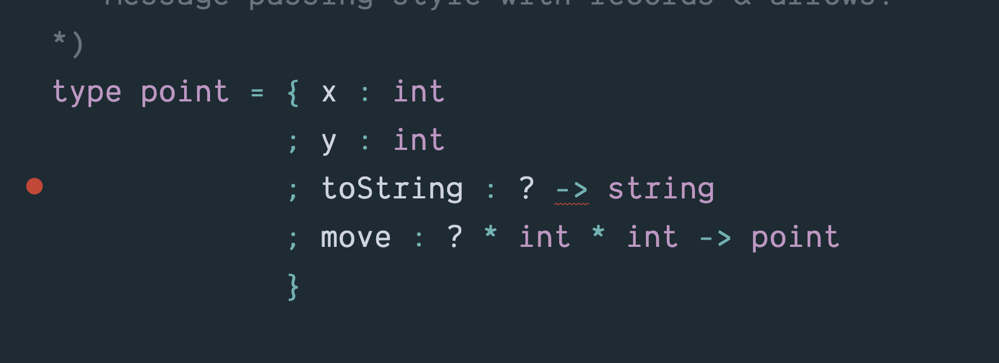 message passing style with records & arrows.
*)
type point = { x : int
; y : int
; toString : ? -> string
; move : ? * int * int -> point
}